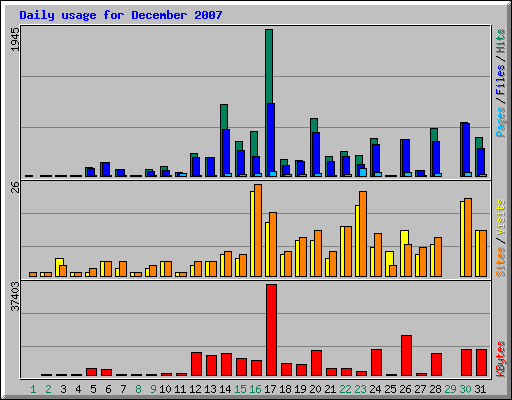 Daily usage for December 2007
1945
Pages / Files / Hits
26
Sites / Visits
37403
KBytes
1 2 3 4 5 6 7 8 9 10 11 12 13 14 15 16 17 18 19 20 21 22 23 24 25 26 27 28 29 30 31